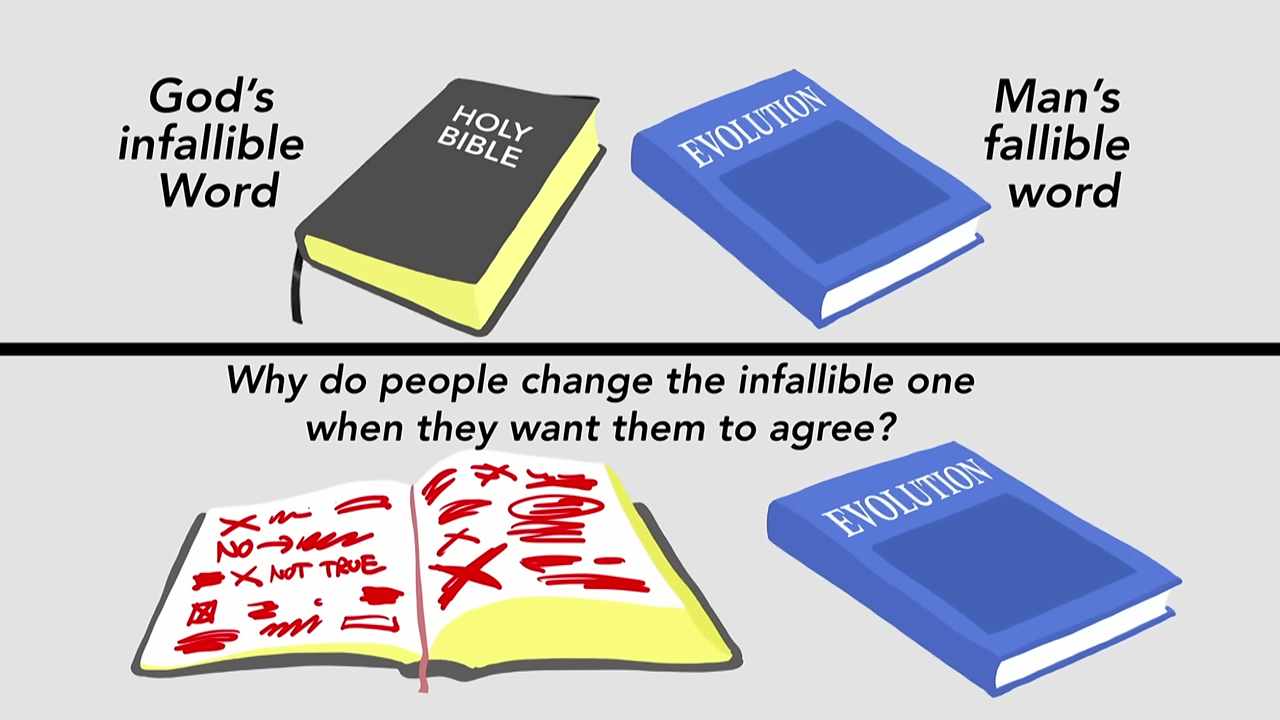 God's
infallible
Word
HOLY
BIBLE
EVOLUTION
Man's
fallible
word
Why do people change the infallible one
when they want them to agree?
X
NO
X NOT TRUE
X
X
X
EVOLUTION